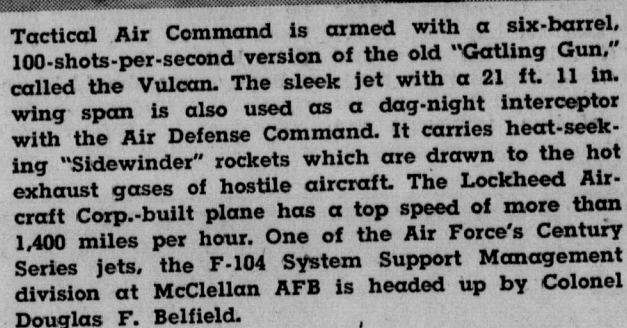 Tactical Air Command is armed with a six-barrel,
100-shots-per-second version of the old "Gatling Gun,"
called the Vulcan. The sleek jet with a 21 ft. 11 in.
wing span is also used as a dag-night interceptor
with the Air Defense Command. It carries heat-seek-
ing "Sidewinder" rockets which are drawn to the hot
exhaust gases of hostile aircraft. The Lockheed Air-
craft Corp.-built plane has a top speed of more than
1,400 miles per hour. One of the Air Force's Century
Series jets, the F-104 System Support Management
division at McClellan AFB is headed up by Colonel
Douglas F. Belfield.